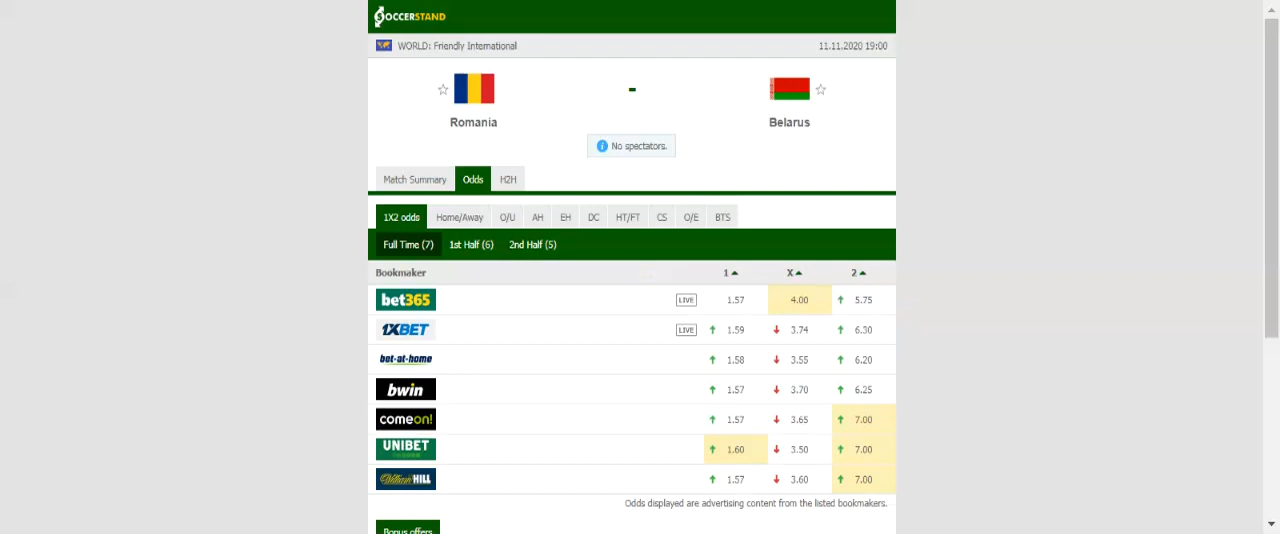 SOCCERSTAND
WORLD: Friendly International 11.11.2020 19:00
-
Romania Belarus
No spectators.
Match Summary Odds H2H
1X2 odds Home/Away O/U AH EH DC HT/FT CS O/E BTS
Full Time (7) 1st Half (6) 2nd Half (5)
Bookmaker 1 X 2
bet365 LIVE 1.57 4.00 5.75
1XBET LIVE 1.59 3.74 6.30
bet-at-home 1.58 3.55 6.20
bwin 1.57 3.70 6.25
comeon! 1.57 3.65 7.00
UNIBET 1.60 3.50 7.00
William HILL 1.57 3.60 7.00
Odds displayed are advertising content from the listed bookmakers.
Bonus offers